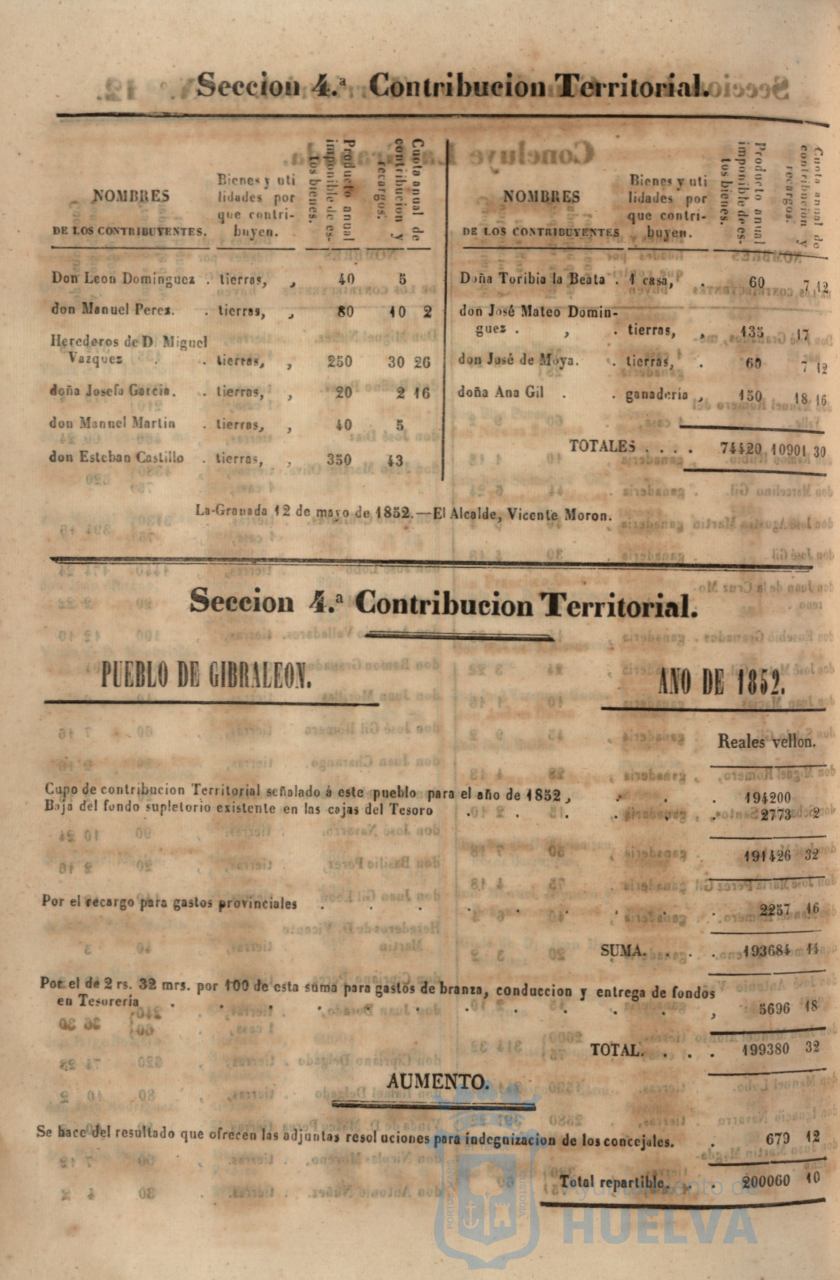 Seccion 4.ª Contribucion Territorial.
NOMBRES
DE LOS CONTRIBUYENTES.
Bienes y uti
lidades por
que contri-
buyen.
Producto anual
imponible de es-
tos bienes.
Cuota anual de
contribucion y
recargos.
Don Leon Dominguez . tierras, , 40 5
don Manuel Perez. . tierras, , 80 10 2
Herederos de D. Miguel
Vazquez . . tierras, , 250 30 26
doña Josefa Garcia. . tierras, , 20 2 16
don Manuel Martin . tierras, , 40 5
don Esteban Castillo . tierras, , 350 43
NOMBRES
DE LOS CONTRIBUYENTES
Bienes y uti
lidades por
que contri-
buyen.
Producto anual
imponible de es-
tos bienes.
Cuota anual de
contribucion y
recargos.
Doña Toribia la Beata . 1 casa, . 60 7 12
don José Mateo Domin-
guez . , . tierras, , 135 17
don José de Moya. . tierras, . 60 7 12
doña Ana Gil . . ganaderia , 150 18 16
TOTALES . . . . 74420 10901 30
La-Granada 12 de mayo de 1852.—El Alcalde, Vicente Moron.
Seccion 4.ª Contribucion Territorial.
PUEBLO DE GIBRALEON.
AÑO DE 1852.
Reales vellon.
Cupo de contribucion Territorial señalado á este pueblo para el año de 1852, . . . 194200
Baja del fondo supletorio existente en las cajas del Tesoro . . . . . . 2773 2
191426 32
Por el recargo para gastos provinciales . . . . . . . . . 2257 16
SUMA. . . . 193684 14
Por el de 2 rs. 32 mrs. por 100 de esta suma para gastos de branza, conduccion y entrega de fondos
en Tesoreria . . . . . . . . . . . , 5696 18
TOTAL. . . . 199380 32
AUMENTO.
Se hace del resultado que ofrecen las adjuntas resol uciones para indegnizacion de los concejales. . 679 12
Total repartible. . . 200060 10
Ayuntamiento de
HUELVA